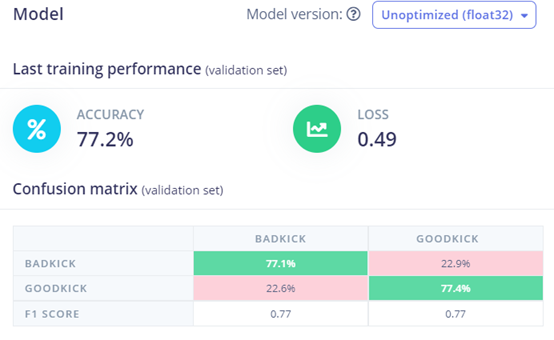 Model
Model version: Unoptimized (float32)
Last training performance (validation set)
% ACCURACY
77.2%
LOSS
0.49
Confusion matrix (validation set)
BADKICK GOODKICK
BADKICK 77.1% 22.9%
GOODKICK 22.6% 77.4%
F1 SCORE 0.77 0.77